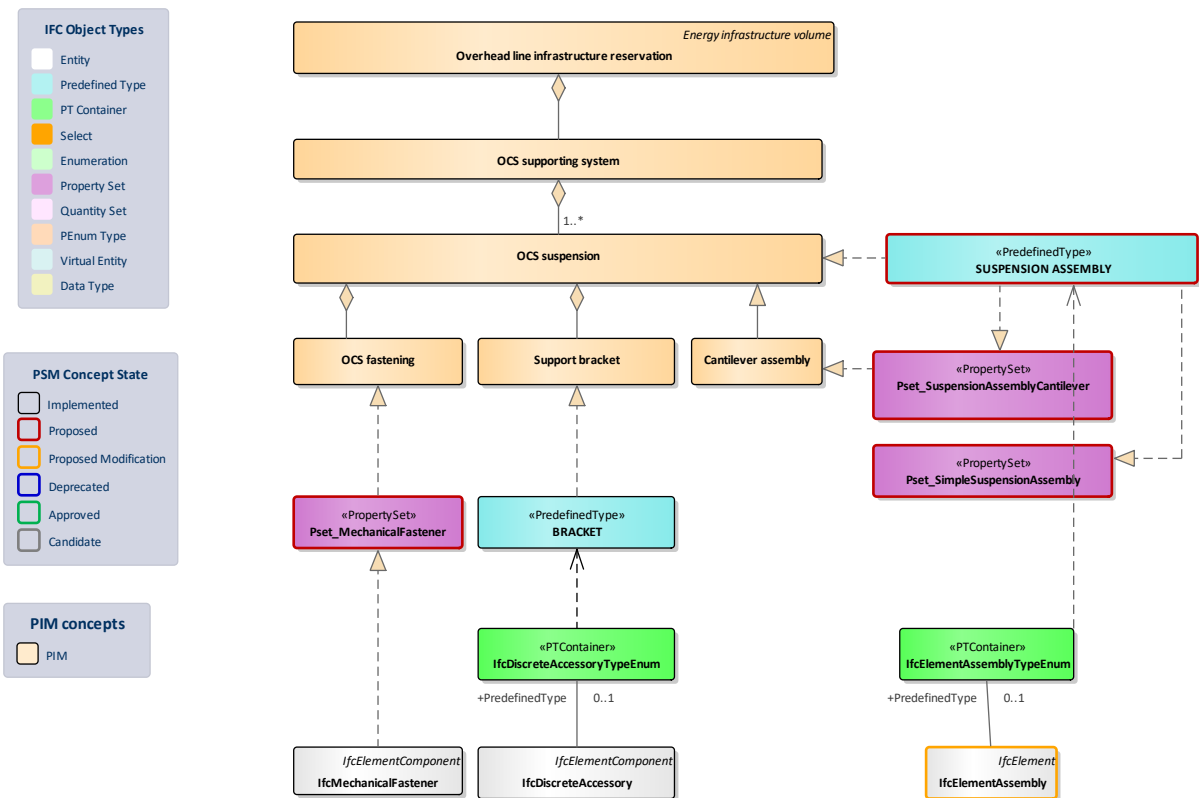 IFC Object Types
Entity
Predefined Type
PT Container
Select
Enumeration
Property Set
Quantity Set
PEnum Type
Virtual Entity
Data Type
PSM Concept State
Implemented
Proposed
Proposed Modification
Deprecated
Approved
Candidate
PIM concepts
PIM
Energy infrastructure volume
Overhead line infrastructure reservation
OCS supporting system
1..*
OCS suspension
«PredefinedType»
SUSPENSION ASSEMBLY
OCS fastening
Support bracket
Cantilever assembly
«PropertySet»
Pset_SuspensionAssemblyCantilever
«PropertySet»
Pset_SimpleSuspensionAssembly
«PropertySet»
Pset_MechanicalFastener
«PredefinedType»
BRACKET
«PTContainer»
IfcDiscreteAccessoryTypeEnum
«PTContainer»
IfcElementAssemblyTypeEnum
+PredefinedType 0..1
+PredefinedType 0..1
IfcElementComponent
IfcMechanicalFastener
IfcElementComponent
IfcDiscreteAccessory
IfcElement
IfcElementAssembly